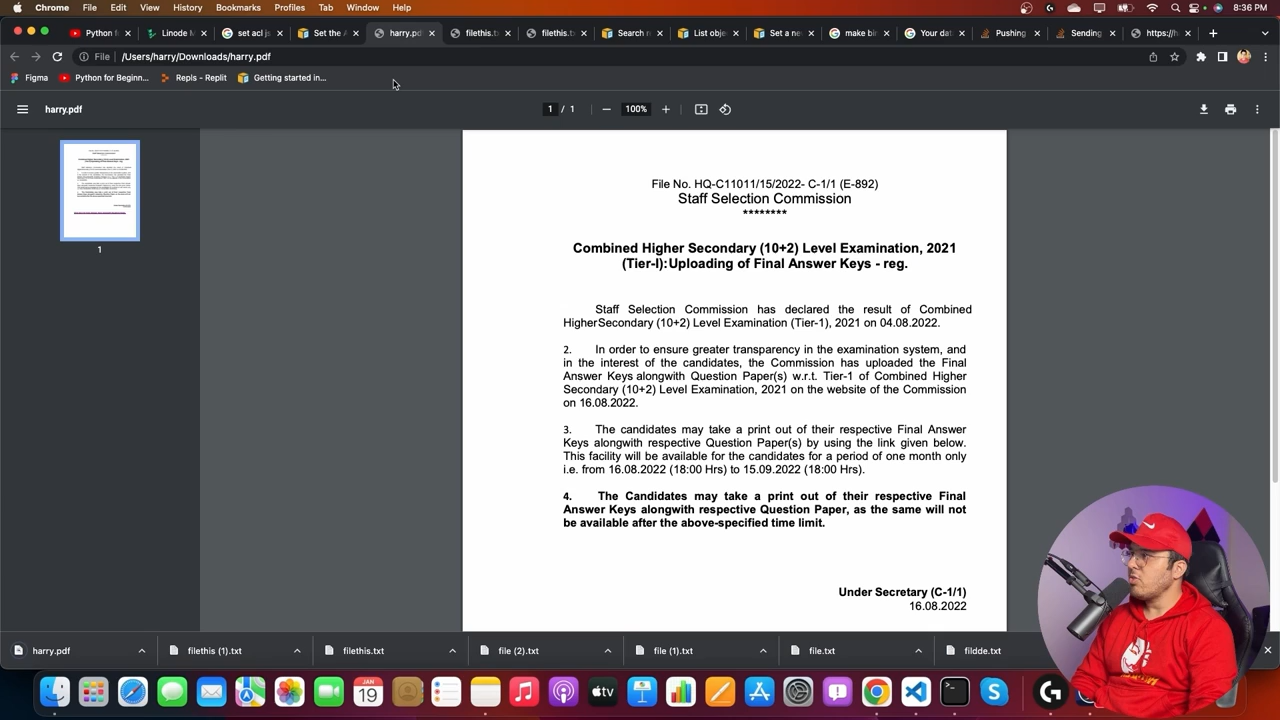 Chrome File Edit View History Bookmarks Profiles Tab Window Help 8:36 PM
Python f Linode M set acl js Set the A harry.pdf filethis.tx filethis.tx Search r List obje Set a ne make bi Your dat Pushing Sending https://h
File /Users/harry/Downloads/harry.pdf
Figma Python for Beginn... Repls - Replit Getting started in...
harry.pdf 1 / 1 100%
1
File No. HQ-C11011/15/2022- C-1/1 (E-892)
Staff Selection Commission
********
Combined Higher Secondary (10+2) Level Examination, 2021
(Tier-I):Uploading of Final Answer Keys - reg.
Staff Selection Commission has declared the result of Combined
HigherSecondary (10+2) Level Examination (Tier-1), 2021 on 04.08.2022.
2. In order to ensure greater transparency in the examination system, and
in the interest of the candidates, the Commission has uploaded the Final
Answer Keys alongwith Question Paper(s) w.r.t. Tier-1 of Combined Higher
Secondary (10+2) Level Examination, 2021 on the website of the Commission
on 16.08.2022.
3. The candidates may take a print out of their respective Final Answer
Keys alongwith respective Question Paper(s) by using the link given below.
This facility will be available for the candidates for a period of one month only
i.e. from 16.08.2022 (18:00 Hrs) to 15.09.2022 (18:00 Hrs).
4. The Candidates may take a print out of their respective Final
Answer Keys alongwith respective Question Paper, as the same will not
be available after the above-specified time limit.
Under Secretary (C-1/1)
16.08.2022
harry.pdf filethis (1).txt filethis.txt file (2).txt file (1).txt file.txt fildde.txt
JAN
19
tv